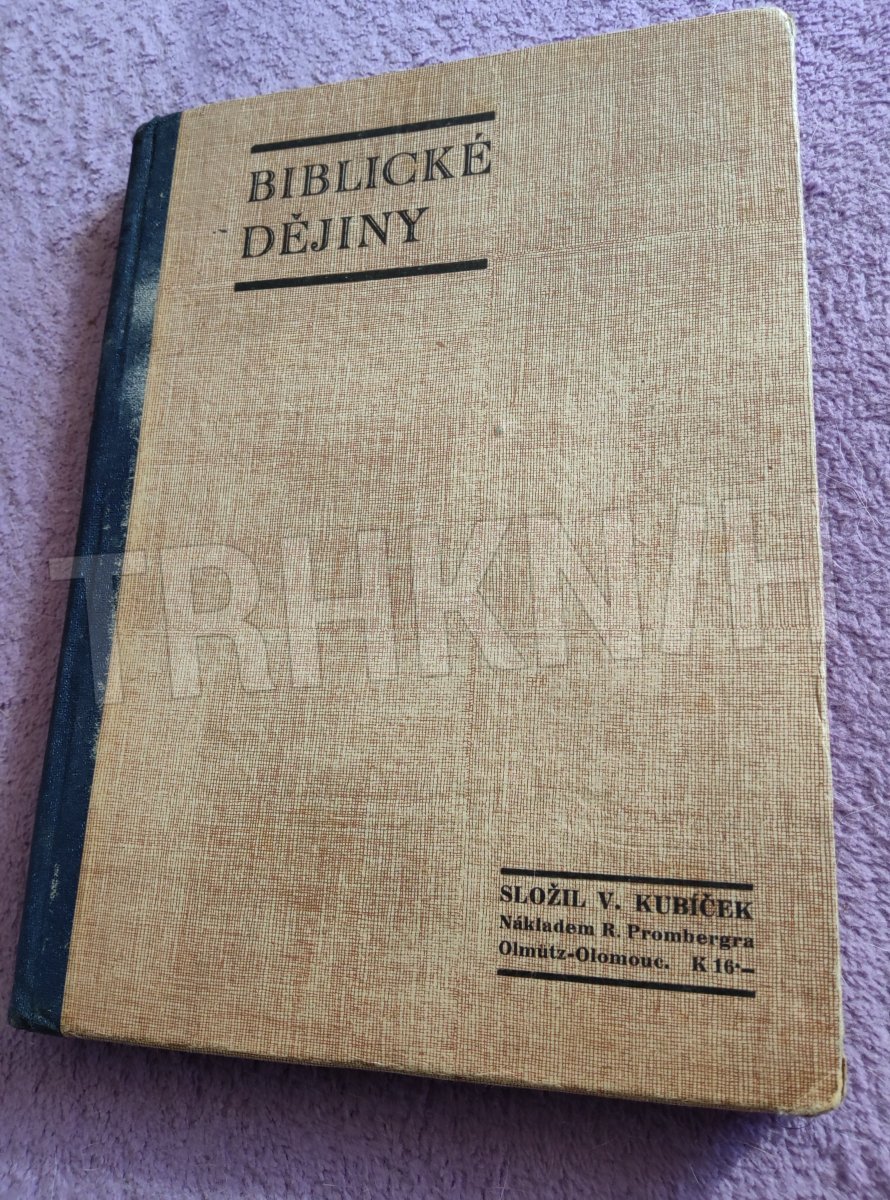 BIBLICKÉ
DĚJINY
TRHKNIH
SLOŽIL V. KUBÍČEK
Nákladem R. Prombergra
Olmütz-Olomouc. K 16·—